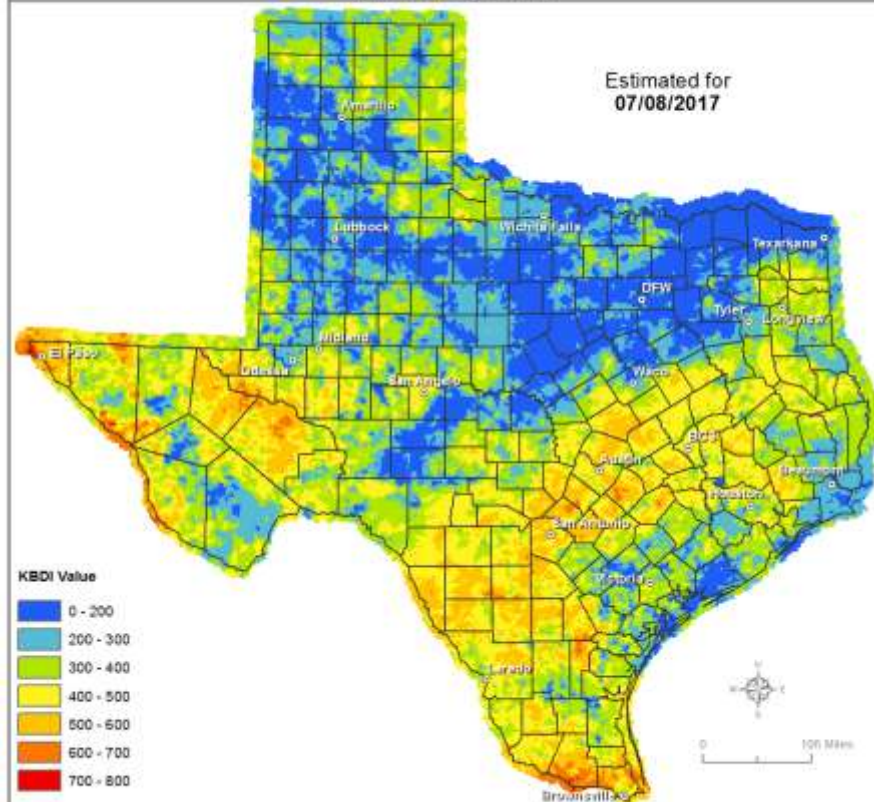 Estimated for
07/08/2017
Amarillo
Lubbock
Wichita Falls
Texarkana
DFW
Tyler
Longview
El Paso
Midland
Odessa
San Angelo
Waco
BCS
Austin
Beaumont
Houston
San Antonio
Victoria
Laredo
Brownsville
KBDI Value
0 - 200
200 - 300
300 - 400
400 - 500
500 - 600
600 - 700
700 - 800
N
W
E
S
0
100 Miles